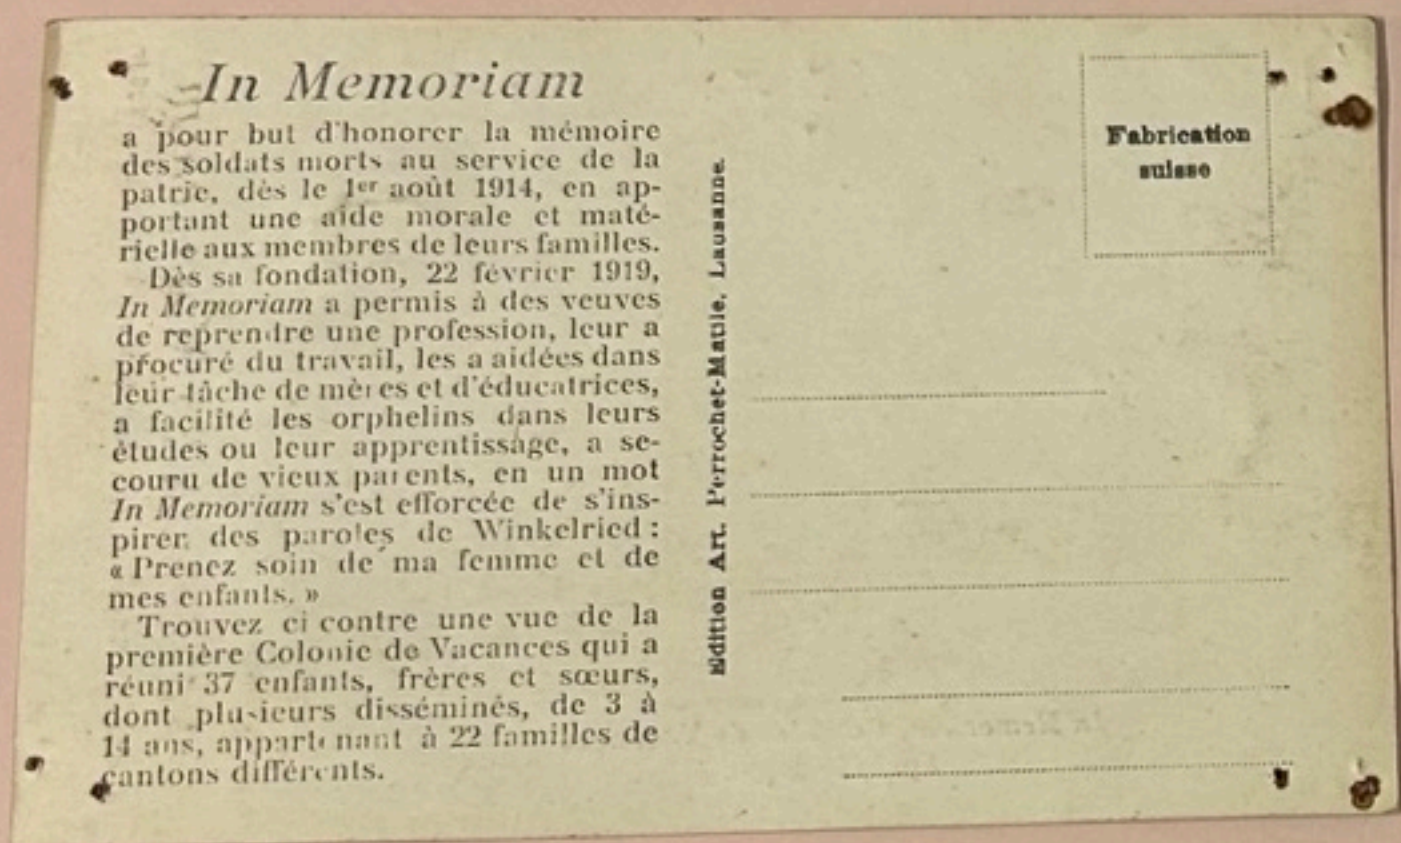 In Memoriam
a pour but d'honorer la mémoire
des soldats morts au service de la
patrie, dès le 1er août 1914, en ap-
portant une aide morale et maté-
rielle aux membres de leurs familles.
Dès sa fondation, 22 février 1919,
In Memoriam a permis à des veuves
de reprendre une profession, leur a
procuré du travail, les a aidées dans
leur tâche de mères et d'éducatrices,
a facilité les orphelins dans leurs
études ou leur apprentissage, a se-
couru de vieux parents, en un mot
In Memoriam s'est efforcée de s'ins-
pirer des paroles de Winkelried :
« Prenez soin de ma femme et de
mes enfants. »
Trouvez ci contre une vue de la
première Colonie de Vacances qui a
réuni 37 enfants, frères et sœurs,
dont plusieurs disséminés, de 3 à
14 ans, appartenant à 22 familles de
cantons différents.
Edition Art. Perrochet-Matile, Lausanne.
Fabrication
suisse